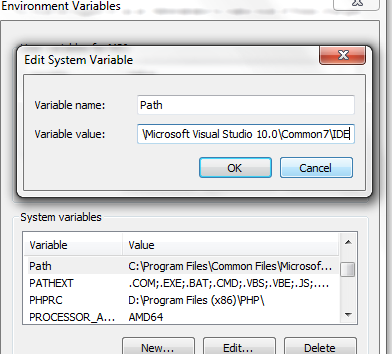 Environment Variables
Edit System Variable
Variable name: Path
Variable value: \Microsoft Visual Studio 10.0\Common7\IDE
OK Cancel
System variables
Variable Value
Path C:\Program Files\Common Files\Microsof...
PATHEXT .COM;.EXE;.BAT;.CMD;.VBS;.VBE;.JS;....
PHPRC D:\Program Files (x86)\PHP\
PROCESSOR_A... AMD64
New... Edit... Delete